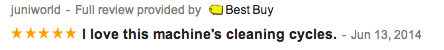 juniworld - Full review provided by Best Buy
★★★★★ I love this machine's cleaning cycles. - Jun 13, 2014